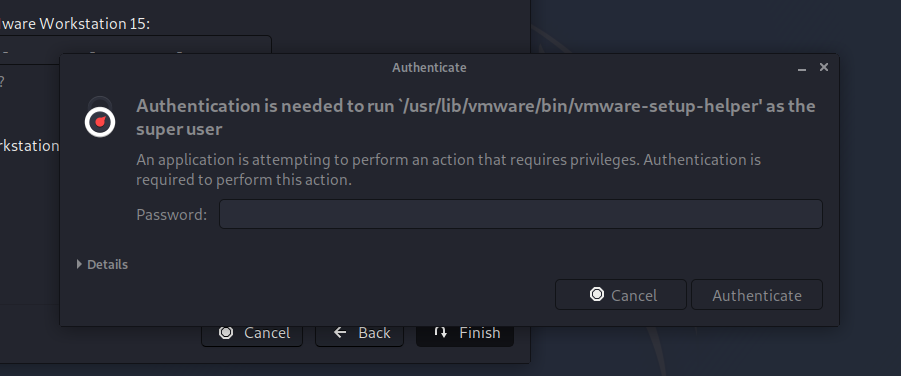 ware Workstation 15:
Authenticate
?
Authentication is needed to run `/usr/lib/vmware/bin/vmware-setup-helper' as the
super user
rkstation
An application is attempting to perform an action that requires privileges. Authentication is
required to perform this action.
Password:
Details
Cancel
Authenticate
Cancel
Back
Finish